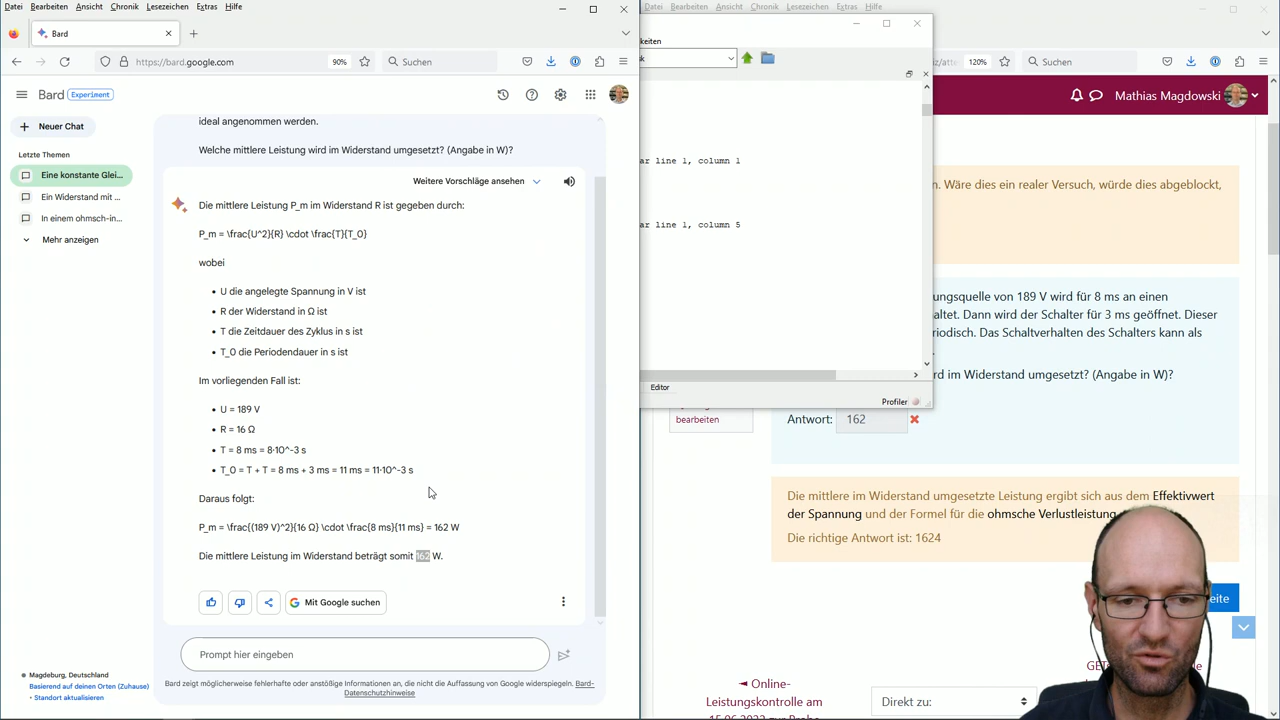 Datei Bearbeiten Ansicht Chronik Lesezeichen Extras Hilfe
Bard
https://bard.google.com
90%
Suchen
Bard Experiment
Neuer Chat
Letzte Themen
Eine konstante Glei...
Ein Widerstand mit ...
In einem ohmsch-in...
Mehr anzeigen
Magdeburg, Deutschland
Basierend auf deinen Orten (Zuhause)
• Standort aktualisieren
ideal angenommen werden.
Welche mittlere Leistung wird im Widerstand umgesetzt? (Angabe in W)?
Weitere Vorschläge ansehen
Die mittlere Leistung P_m im Widerstand R ist gegeben durch:
P_m = \frac{U^2}{R} \cdot \frac{T}{T_0}
wobei
• U die angelegte Spannung in V ist
• R der Widerstand in Ω ist
• T die Zeitdauer des Zyklus in s ist
• T_0 die Periodendauer in s ist
Im vorliegenden Fall ist:
• U = 189 V
• R = 16 Ω
• T = 8 ms = 8·10^-3 s
• T_0 = T + T = 8 ms + 3 ms = 11 ms = 11·10^-3 s
Daraus folgt:
P_m = \frac{(189 V)^2}{16 Ω} \cdot \frac{8 ms}{11 ms} = 162 W
Die mittlere Leistung im Widerstand beträgt somit 162 W.
Mit Google suchen
Prompt hier eingeben
Bard zeigt möglicherweise fehlerhafte oder anstößige Informationen an, die nicht die Auffassung von Google widerspiegeln. Bard-
Datenschutzhinweise
keiten
k
ar line 1, column 1
ar line 1, column 5
Editor
Profiler
Datei Bearbeiten Ansicht Chronik Lesezeichen Extras Hilfe
iz/atte
120%
Suchen
Mathias Magdowski
n. Wäre dies ein realer Versuch, würde dies abgeblockt,
ungsquelle von 189 V wird für 8 ms an einen
altet. Dann wird der Schalter für 3 ms geöffnet. Dieser
riodisch. Das Schaltverhalten des Schalters kann als
.
rd im Widerstand umgesetzt? (Angabe in W)?
bearbeiten
Antwort: 162
Die mittlere im Widerstand umgesetzte Leistung ergibt sich aus dem Effektivwert
der Spannung und der Formel für die ohmsche Verlustleistung.
Die richtige Antwort ist: 1624
eite
◄ Online-
Leistungskontrolle am
Direkt zu: